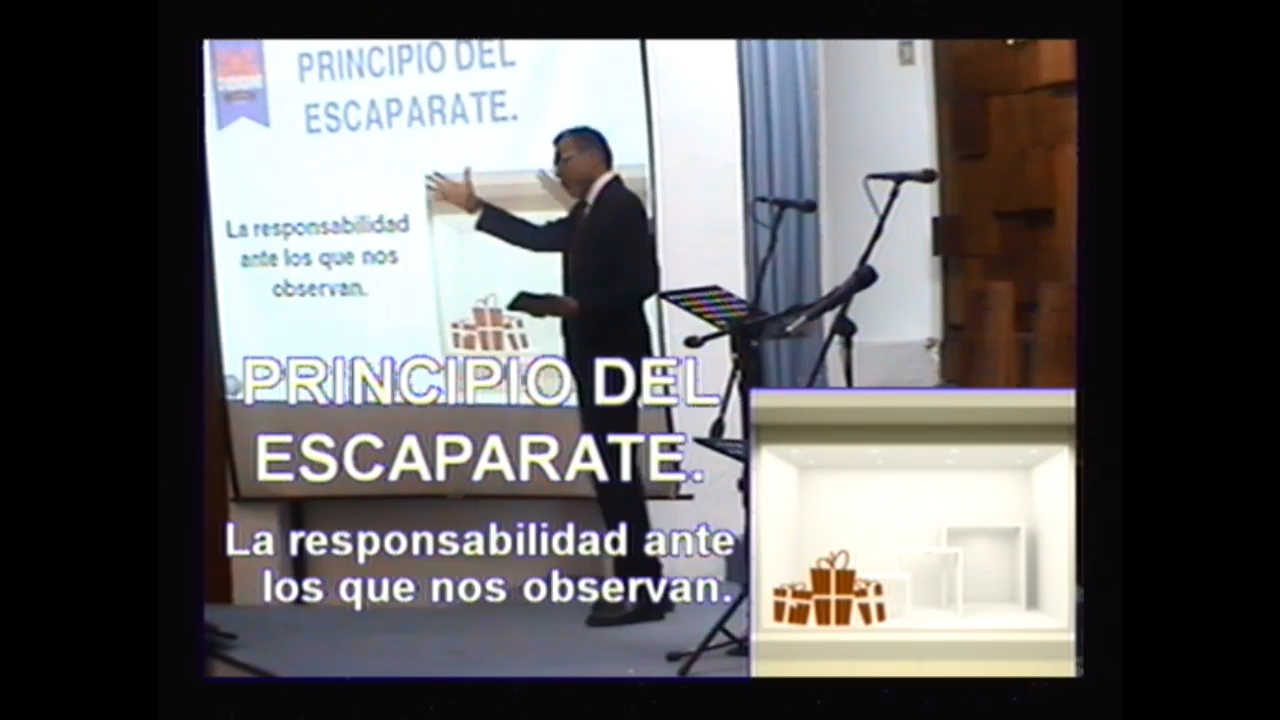 PRINCIPIO DEL
ESCAPARATE.
La responsabilidad
ante los que nos
observan.
PRINCIPIO DEL
ESCAPARATE.
La responsabilidad ante
los que nos observan.